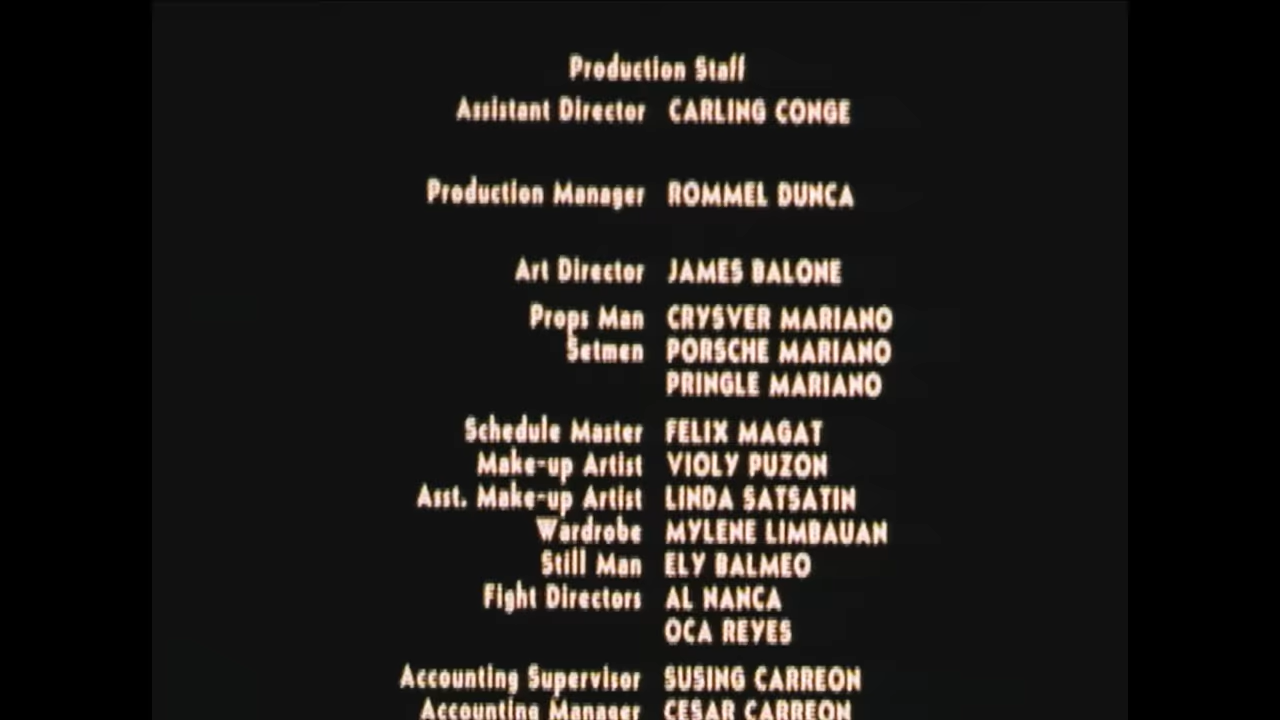 Production Staff
Assistant Director CARLING CONGE
Production Manager ROMMEL DUNCA
Art Director JAMES BALONE
Props Man CRYSVER MARIANO
Setmen PORSCHE MARIANO
PRINGLE MARIANO
Schedule Master FELIX MAGAT
Make-up Artist VIOLY PUZON
Asst. Make-up Artist LINDA SATSATIN
Wardrobe MYLENE LIMBAUAN
Still Man ELY BALMEO
Fight Directors AL NANCA
OCA REYES
Accounting Supervisor SUSING CARREON
Accounting Manager CESAR CARREON